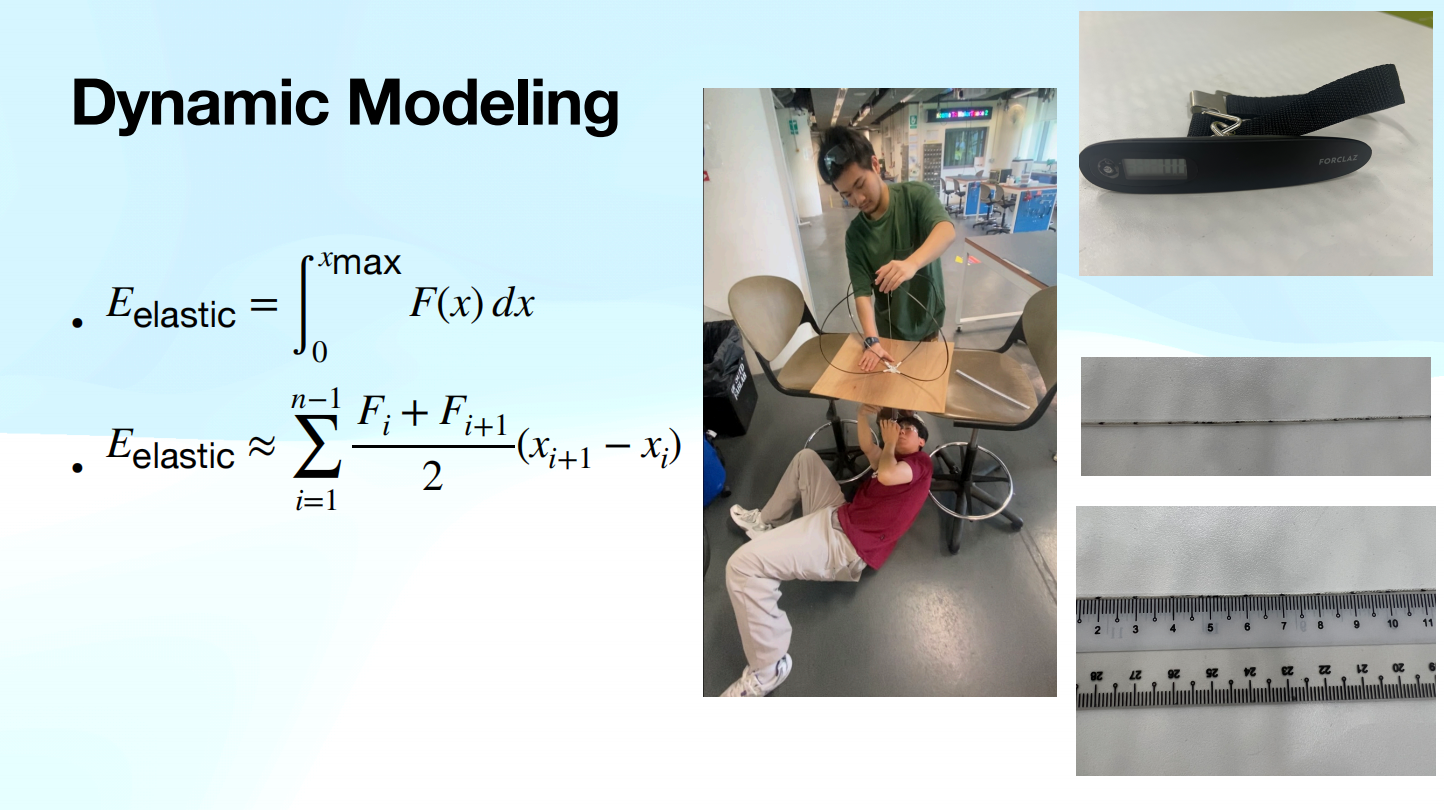 Dynamic Modeling
• E_elastic = ∫_0^{xmax} F(x) dx
• E_elastic ≈ ∑_{i=1}^{n−1} (F_i + F_{i+1})/2 (x_{i+1} − x_i)
FORCLAZ
2 3 4 5 6 7 8 9 10 11
28 27 26 25 24 23 22 21 20